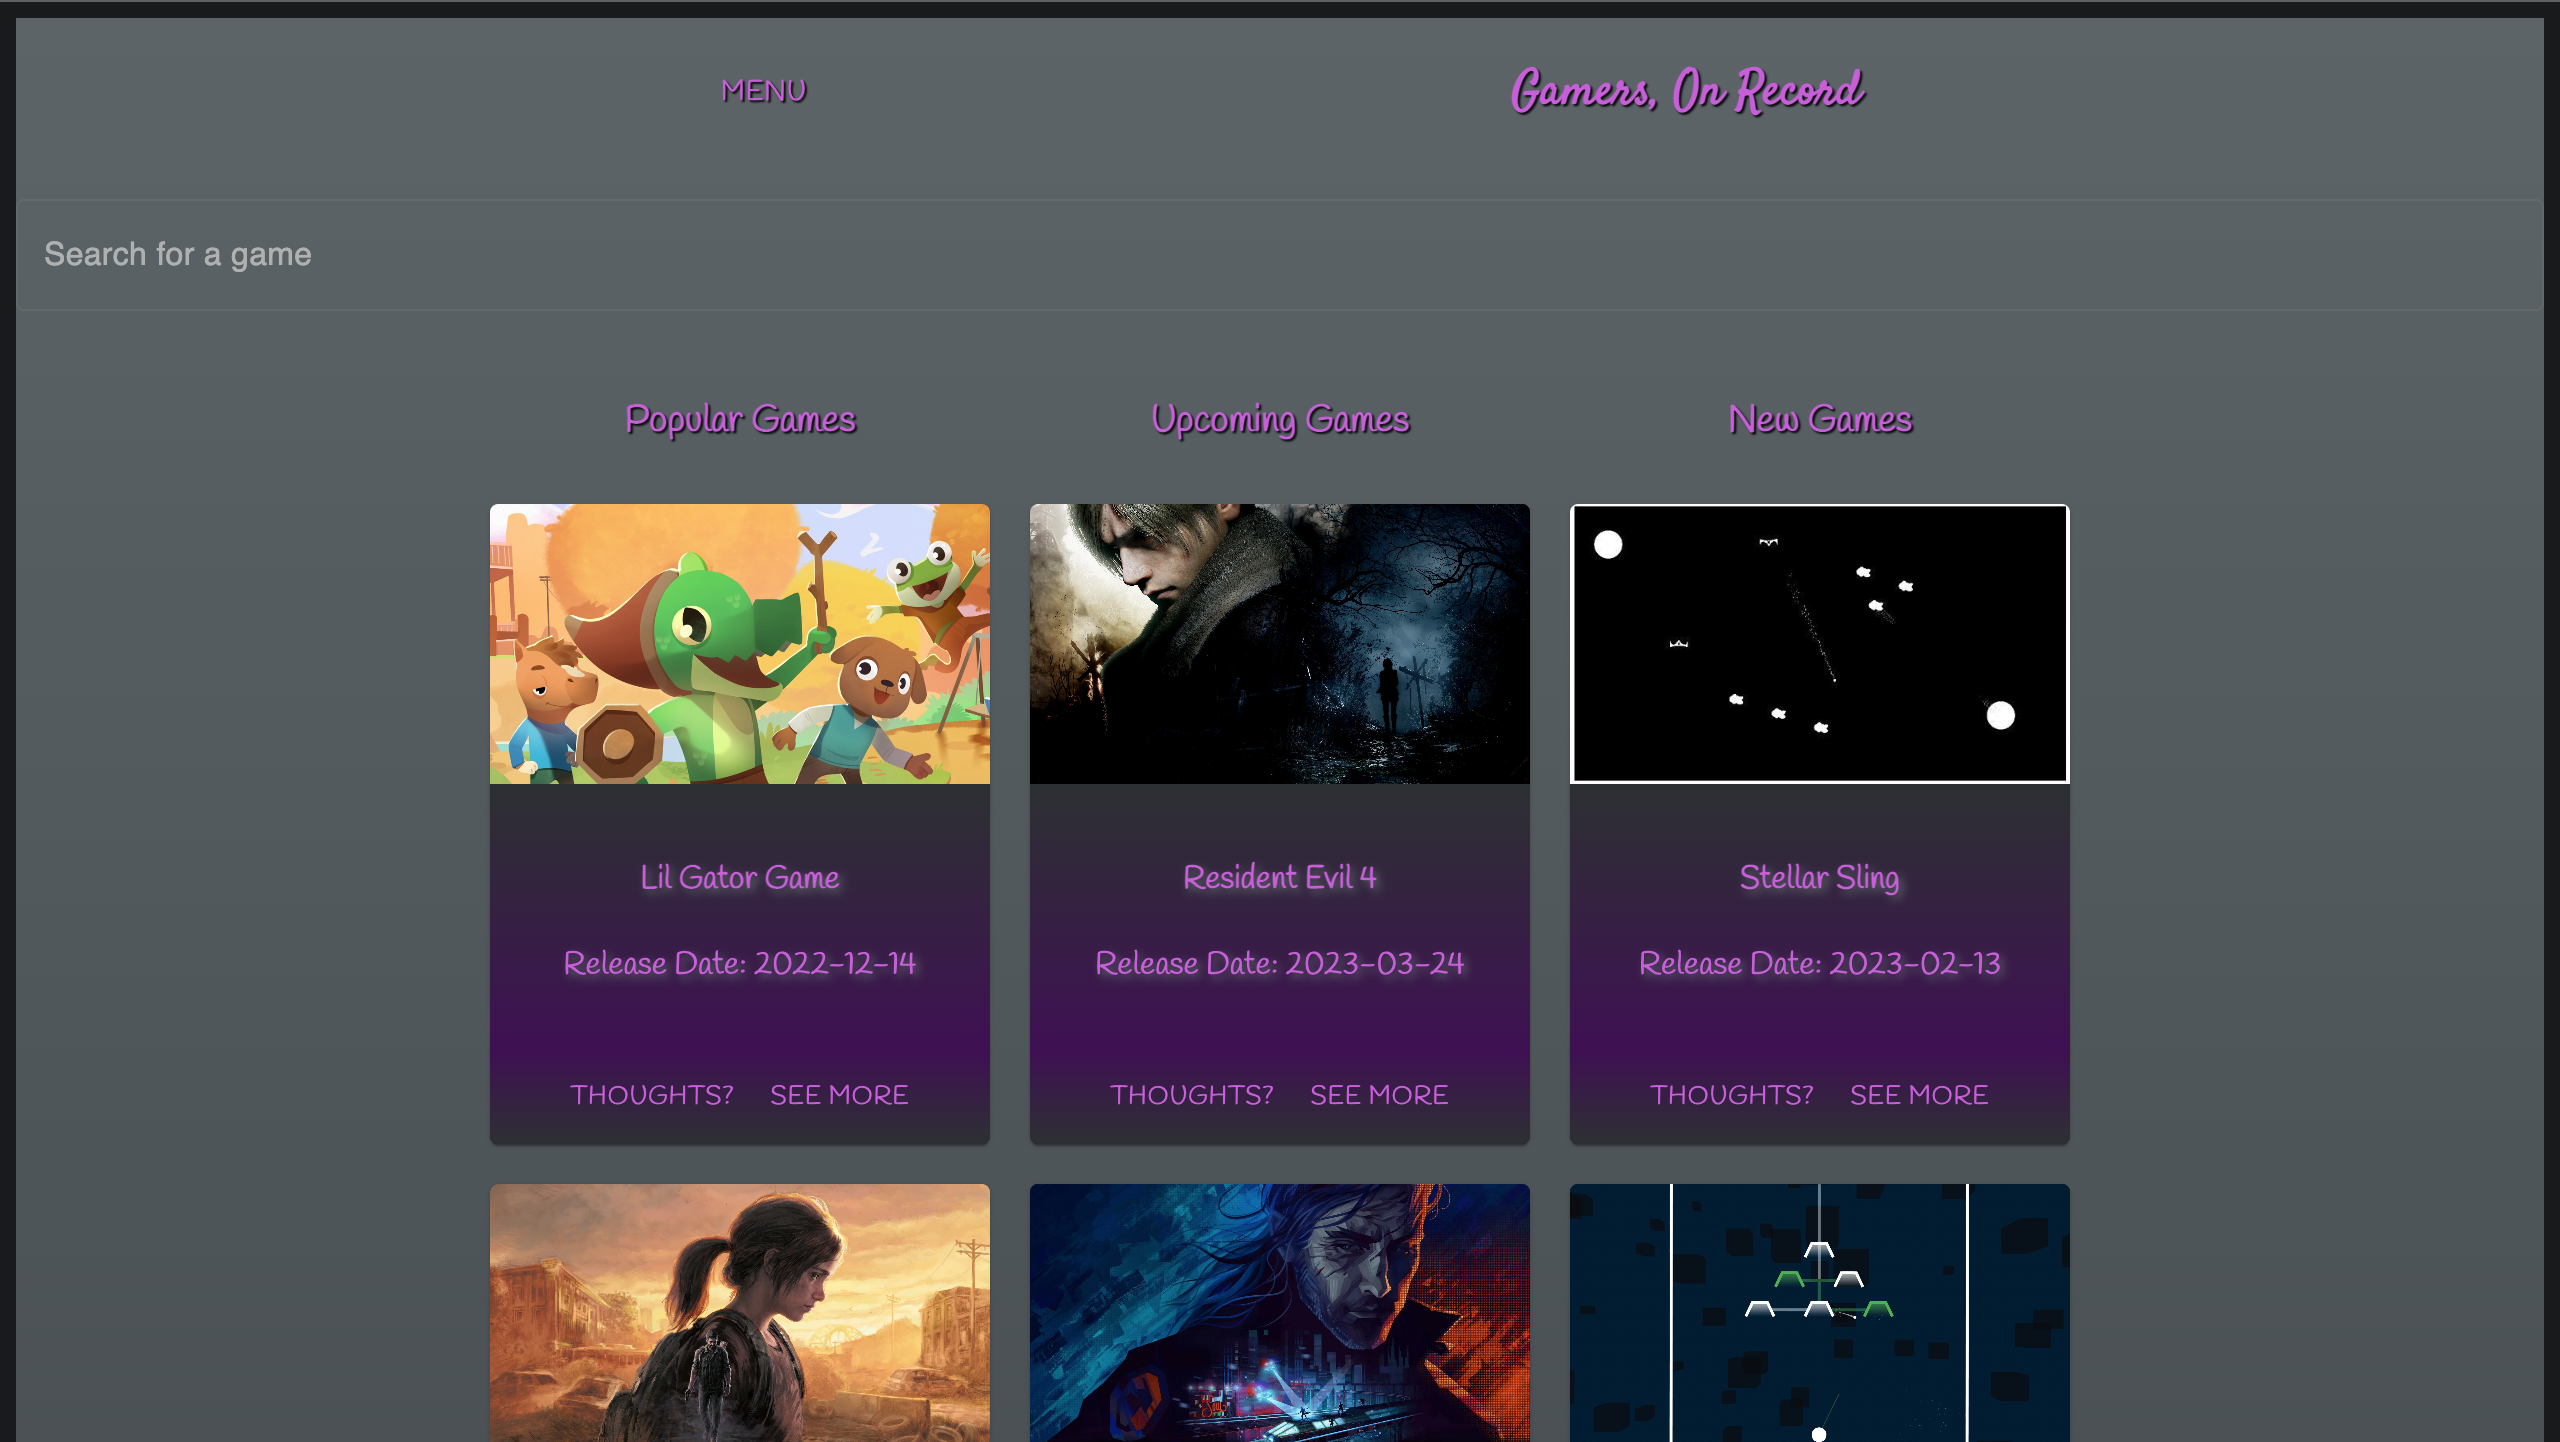 MENU
Gamers, On Record
Search for a game
Popular Games
Upcoming Games
New Games
Lil Gator Game
Release Date: 2022-12-14
THOUGHTS? SEE MORE
Resident Evil 4
Release Date: 2023-03-24
THOUGHTS? SEE MORE
Stellar Sling
Release Date: 2023-02-13
THOUGHTS? SEE MORE